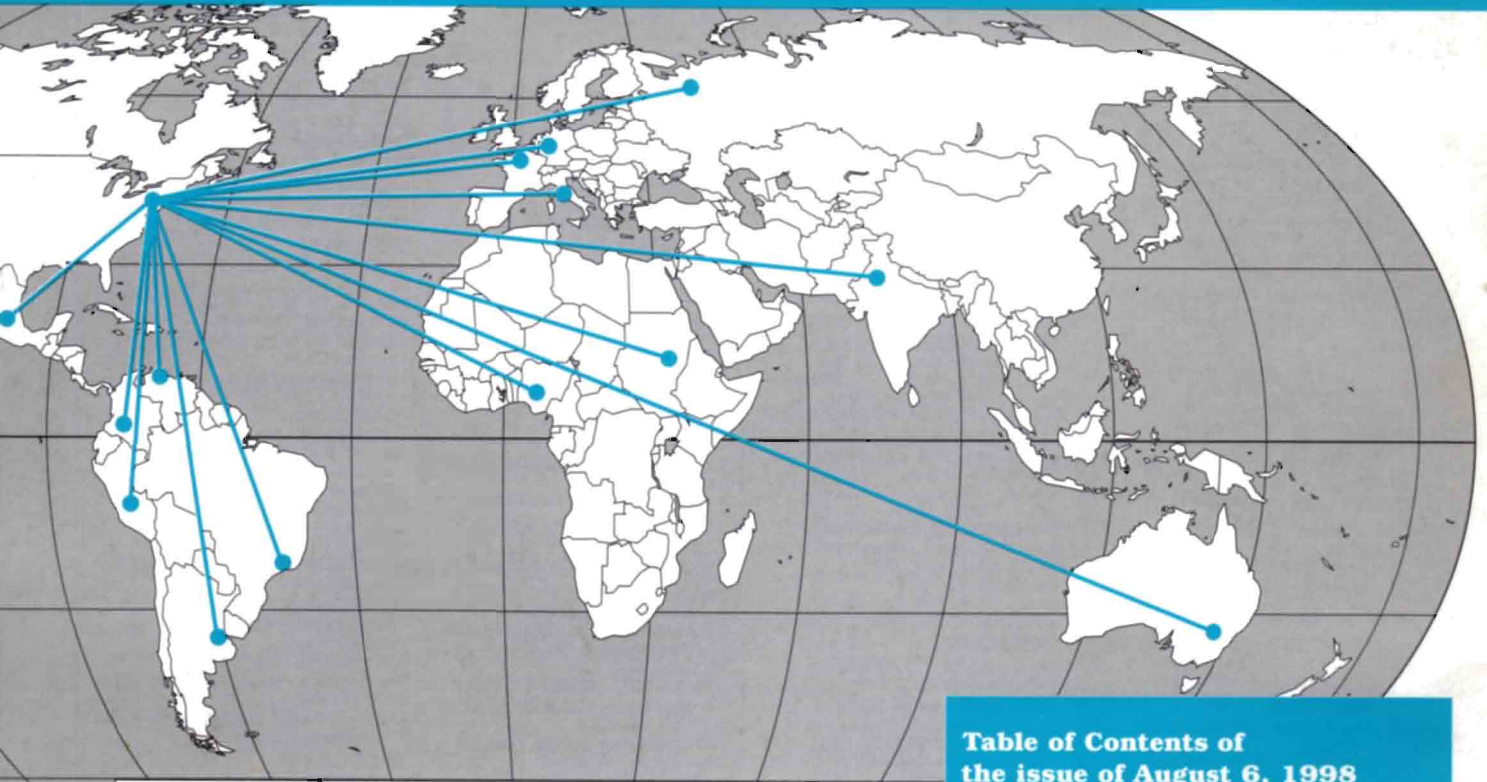 Table of Contents of
the issue of August 6, 1998